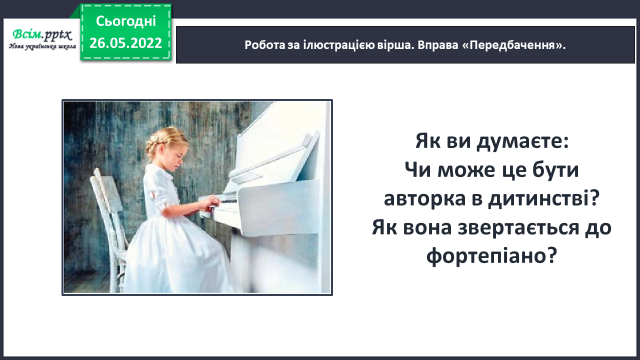 Всім.pptx
Нова українська школа
Сьогодні
26.05.2022
Робота за ілюстрацією вірша. Вправа «Передбачення».
Як ви думаєте:
Чи може це бути
авторка в дитинстві?
Як вона звертається до
фортепіано?